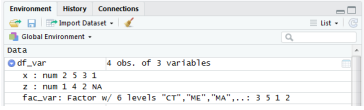 Environment History Connections
Import Dataset List
Global Environment
Data
df_var 4 obs. of 3 variables
x : num 2 5 3 1
z : num 1 4 2 NA
fac_var: Factor w/ 6 levels "CT","ME","MA",..: 3 5 1 2